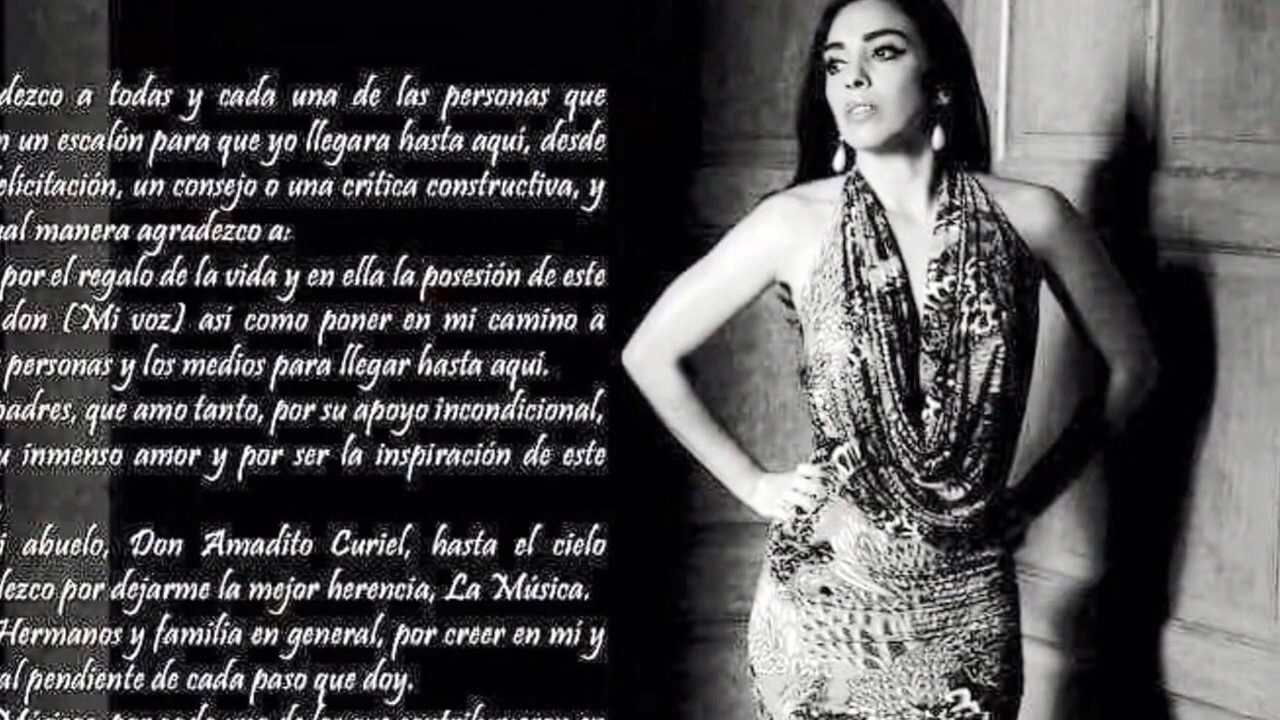 dezco a todas y cada una de las personas que
n un escalón para que yo llegara hasta aquí, desde
elicitación, un consejo o una crítica constructiva, y
ual manera agradezco a:
por el regalo de la vida y en ella la posesión de este
don (Mi voz) así como poner en mi camino a
personas y los medios para llegar hasta aquí.
padres, que amo tanto, por su apoyo incondicional,
u inmenso amor y por ser la inspiración de este
i abuelo, Don Amadito Curiel, hasta el cielo
dezco por dejarme la mejor herencia, La Música.
Hermanos y familia en general, por creer en mí y
al pendiente de cada paso que doy.